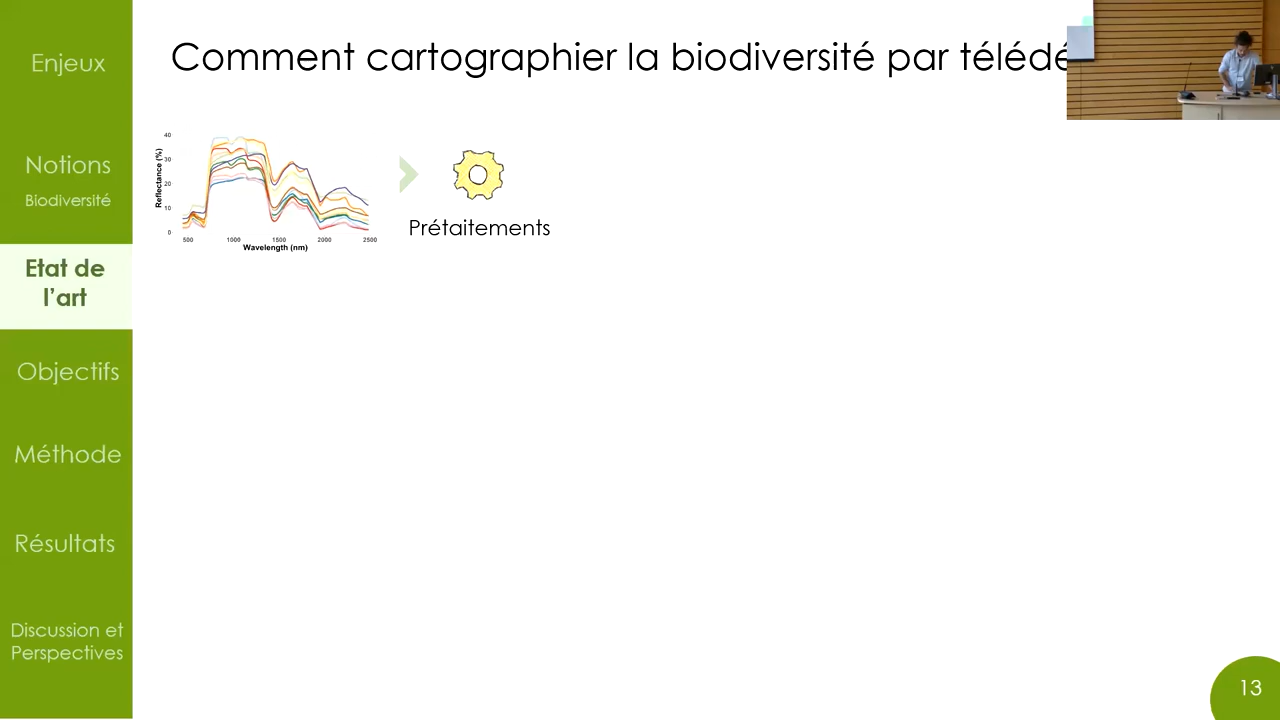 Enjeux
Notions
Biodiversité
Etat de
l'art
Objectifs
Méthode
Résultats
Discussion et
Perspectives
Comment cartographier la biodiversité par télédé
Reflectance (%)
40
30
20
10
0
500 1000 1500 2000 2500
Wavelength (nm)
Prétaitements
13